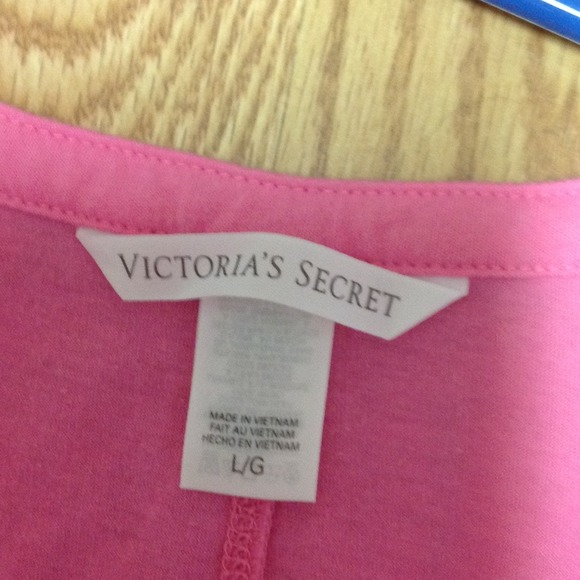 VICTORIA'S SECRET
MADE IN VIETNAM
FAIT AU VIETNAM
HECHO EN VIETNAM
L/G